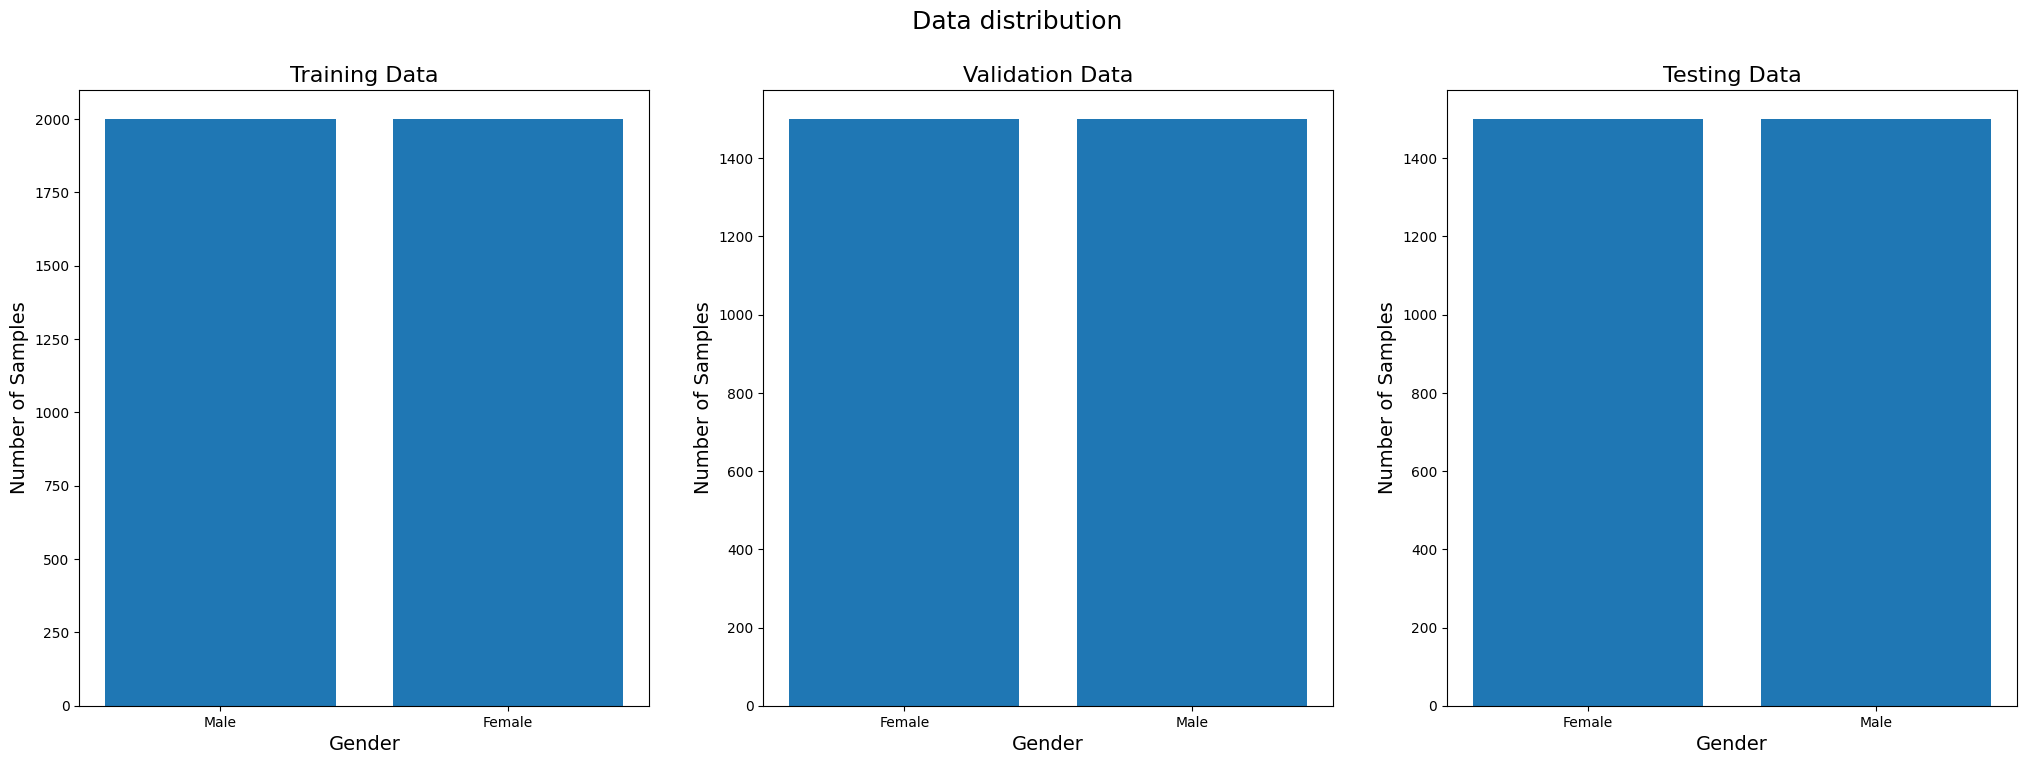 Data distribution
Training Data
Number of Samples
2000
1750
1500
1250
1000
750
500
250
0
Male Female
Gender
Validation Data
Number of Samples
1400
1200
1000
800
600
400
200
0
Female Male
Gender
Testing Data
Number of Samples
1400
1200
1000
800
600
400
200
0
Female Male
Gender